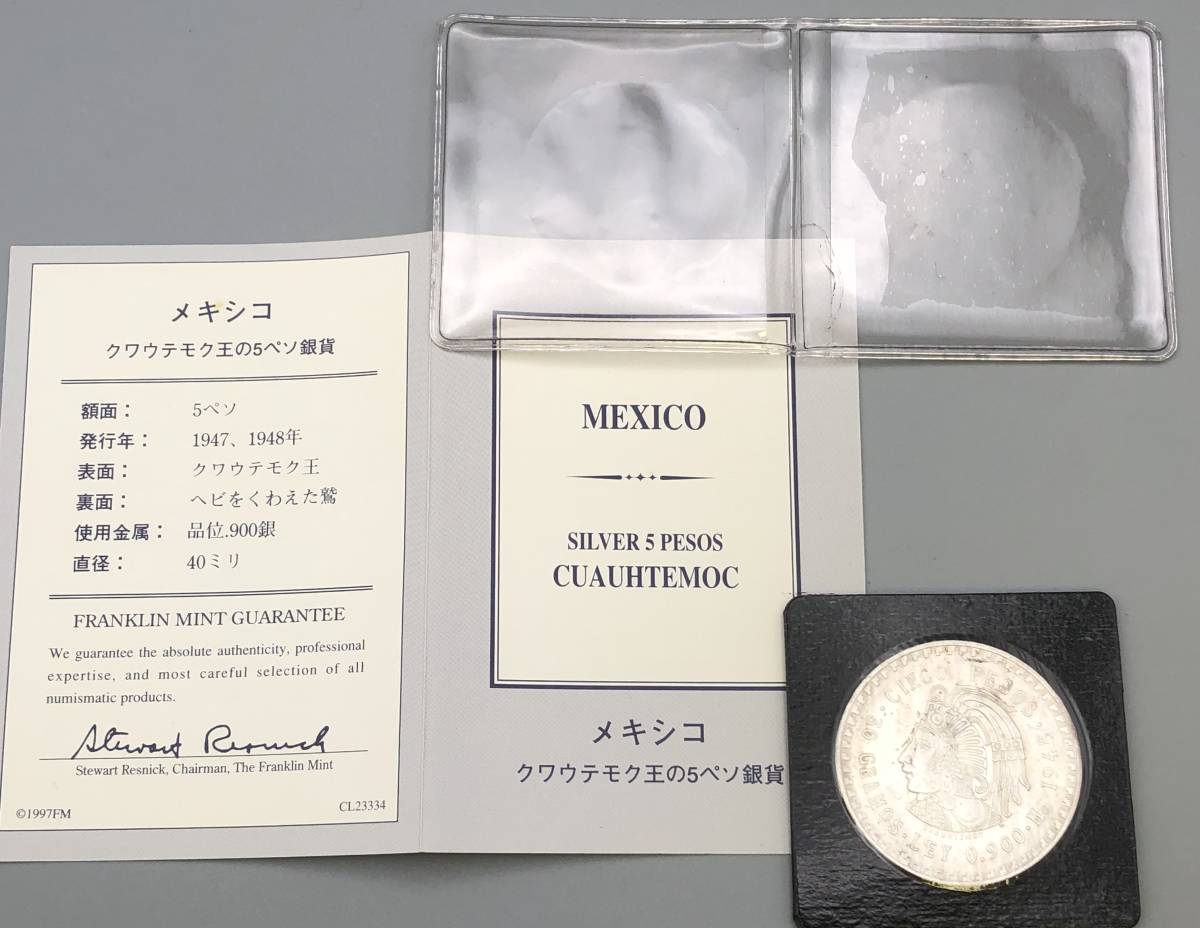 メキシコ
クワウテモク王の5ペソ銀貨
額面： 5ペソ
発行年： 1947、1948年
表面： クワウテモク王
裏面： ヘビをくわえた鷲
使用金属： 品位.900銀
直径： 40ミリ
FRANKLIN MINT GUARANTEE
We guarantee the absolute authenticity, professional
expertise, and most careful selection of all
numismatic products.
Stewart Resnick
Stewart Resnick, Chairman, The Franklin Mint
©1997FM
CL23334
MEXICO
SILVER 5 PESOS
CUAUHTEMOC
メキシコ
クワウテモク王の5ペソ銀貨
CINCO PESOS
LEY 0.900